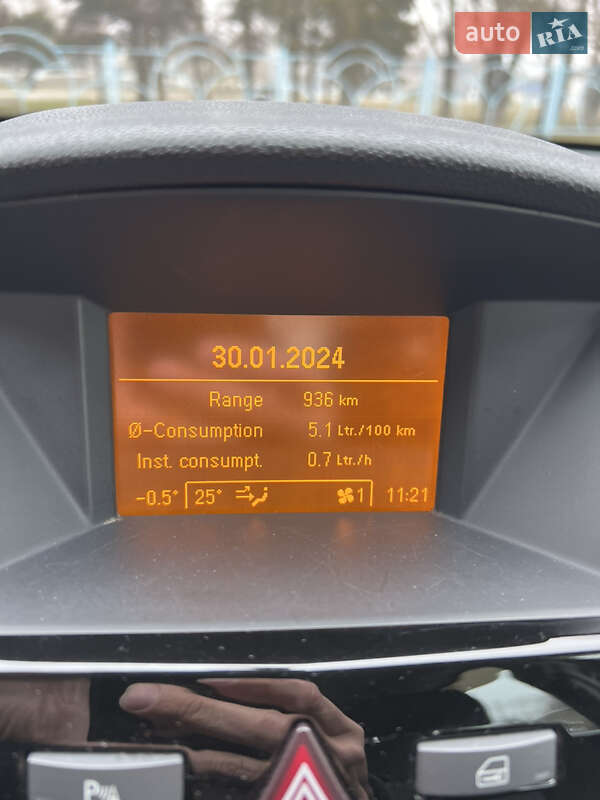 auto RIA .com
30.01.2024
Range 936 km
Ø-Consumption 5.1 Ltr./100 km
Inst. consumpt. 0.7 Ltr./h
-0.5° 25° 1 11:21
P